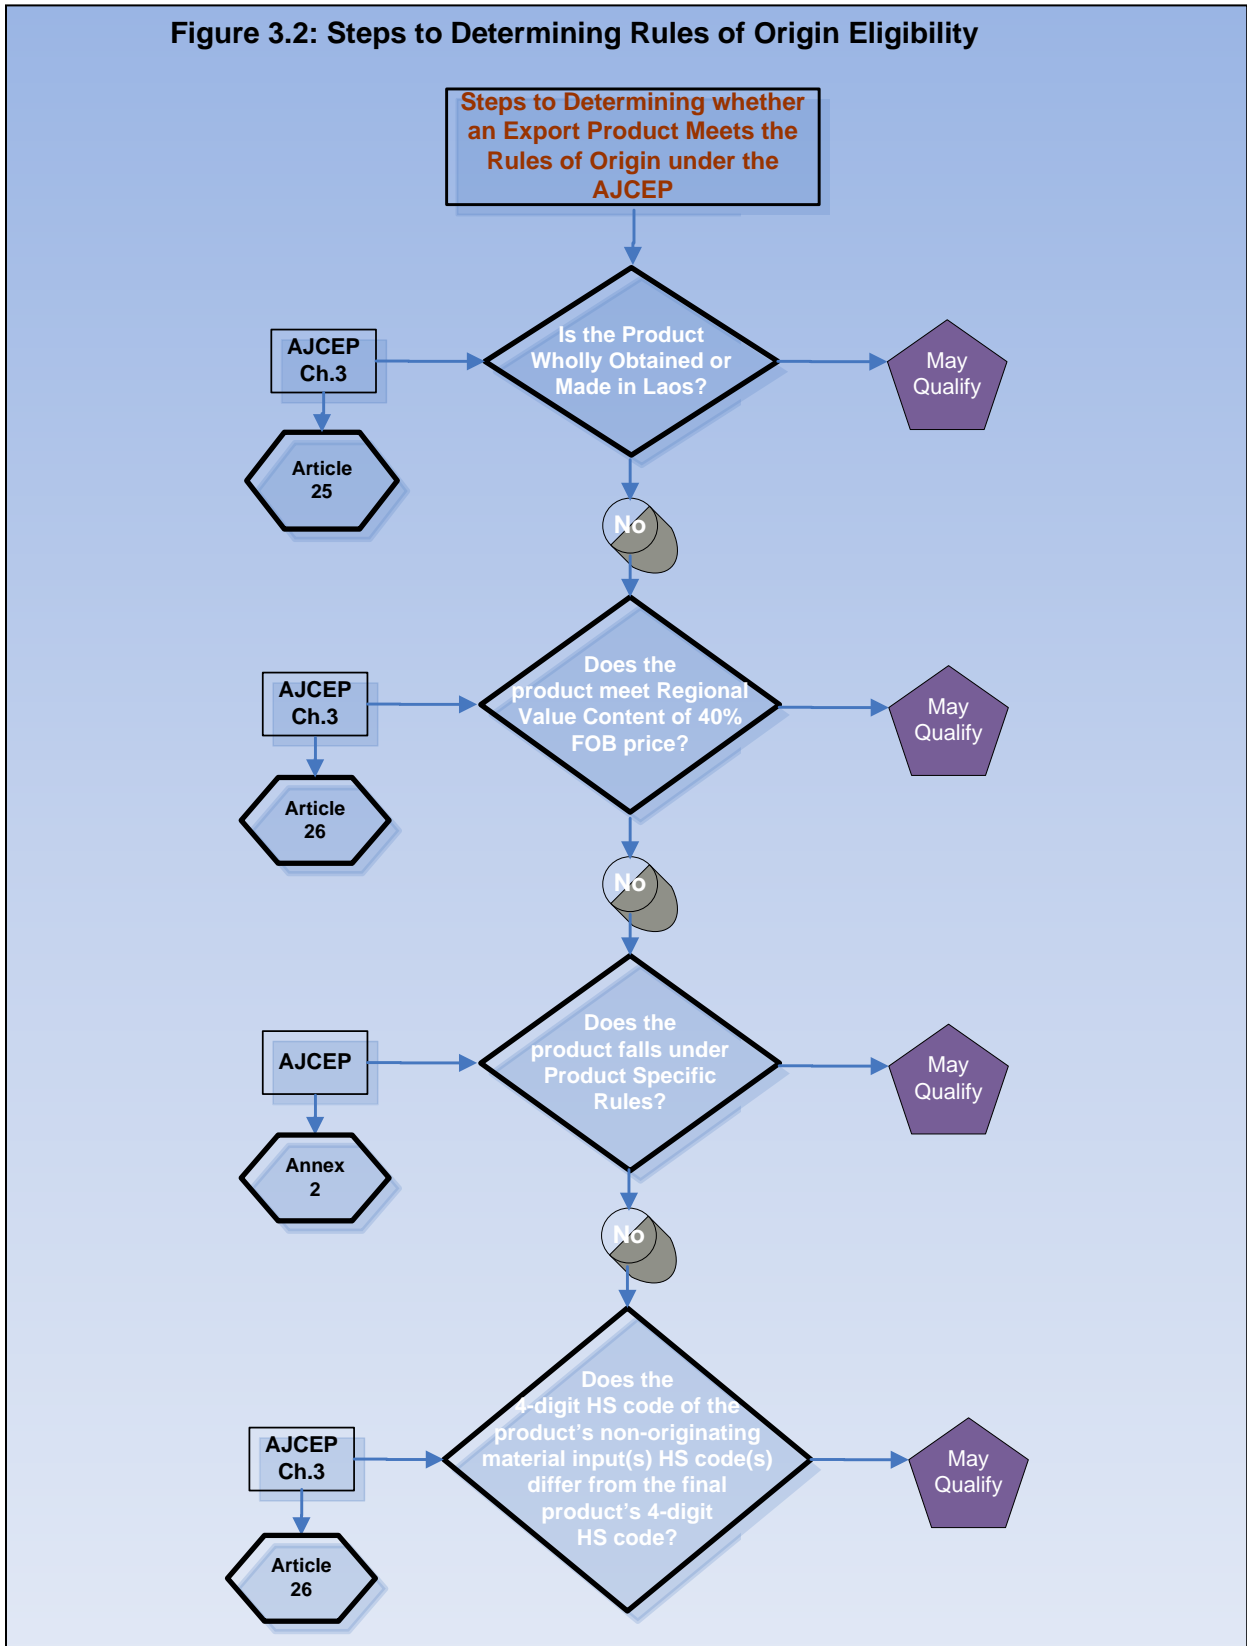 Figure 3.2: Steps to Determining Rules of Origin Eligibility
Steps to Determining whether
an Export Product Meets the
Rules of Origin under the
AJCEP
AJCEP
Ch.3
Is the Product
Wholly Obtained or
Made in Laos?
May
Qualify
Article
25
No
AJCEP
Ch.3
Does the
product meet Regional
Value Content of 40%
FOB price?
May
Qualify
Article
26
No
AJCEP
Does the
product falls under
Product Specific
Rules?
May
Qualify
Annex
2
No
AJCEP
Ch.3
Does the
4-digit HS code of the
product’s non-originating
material input(s) HS code(s)
differ from the final
product’s 4-digit
HS code?
May
Qualify
Article
26